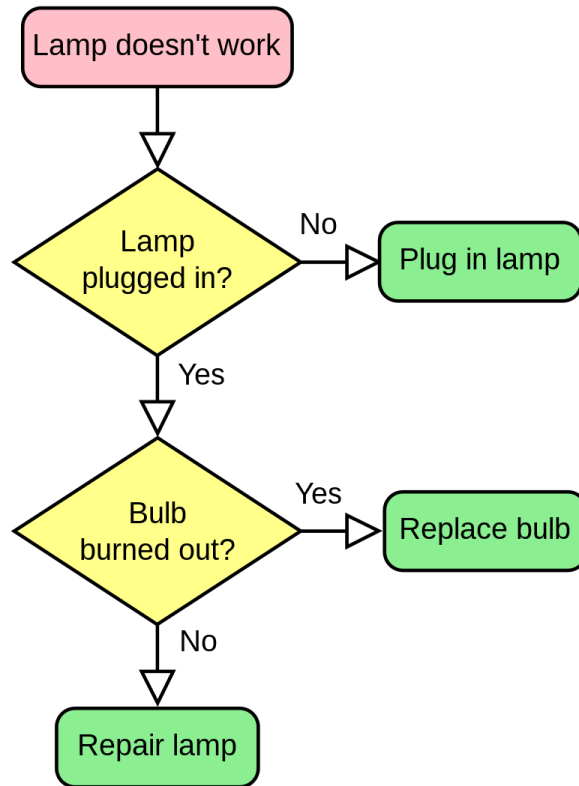 Lamp doesn't work
Lamp
plugged in?
No
Plug in lamp
Yes
Bulb
burned out?
Yes
Replace bulb
No
Repair lamp